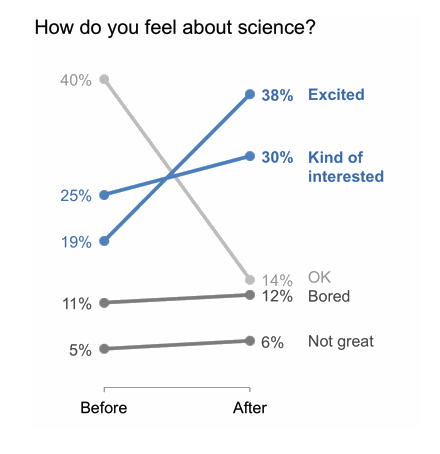 How do you feel about science?
40%
38% Excited
30% Kind of
interested
25%
19%
14% OK
11%
12% Bored
5%
6% Not great
Before After